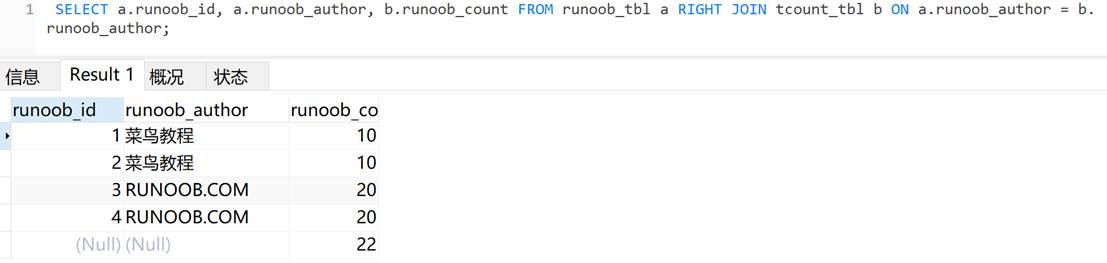 1 SELECT a.runoob_id, a.runoob_author, b.runoob_count FROM runoob_tbl a RIGHT JOIN tcount_tbl b ON a.runoob_author = b.
runoob_author;
信息 Result 1 概况 状态
runoob_id runoob_author runoob_co
1 菜鸟教程 10
2 菜鸟教程 10
3 RUNOOB.COM 20
4 RUNOOB.COM 20
(Null) (Null) 22